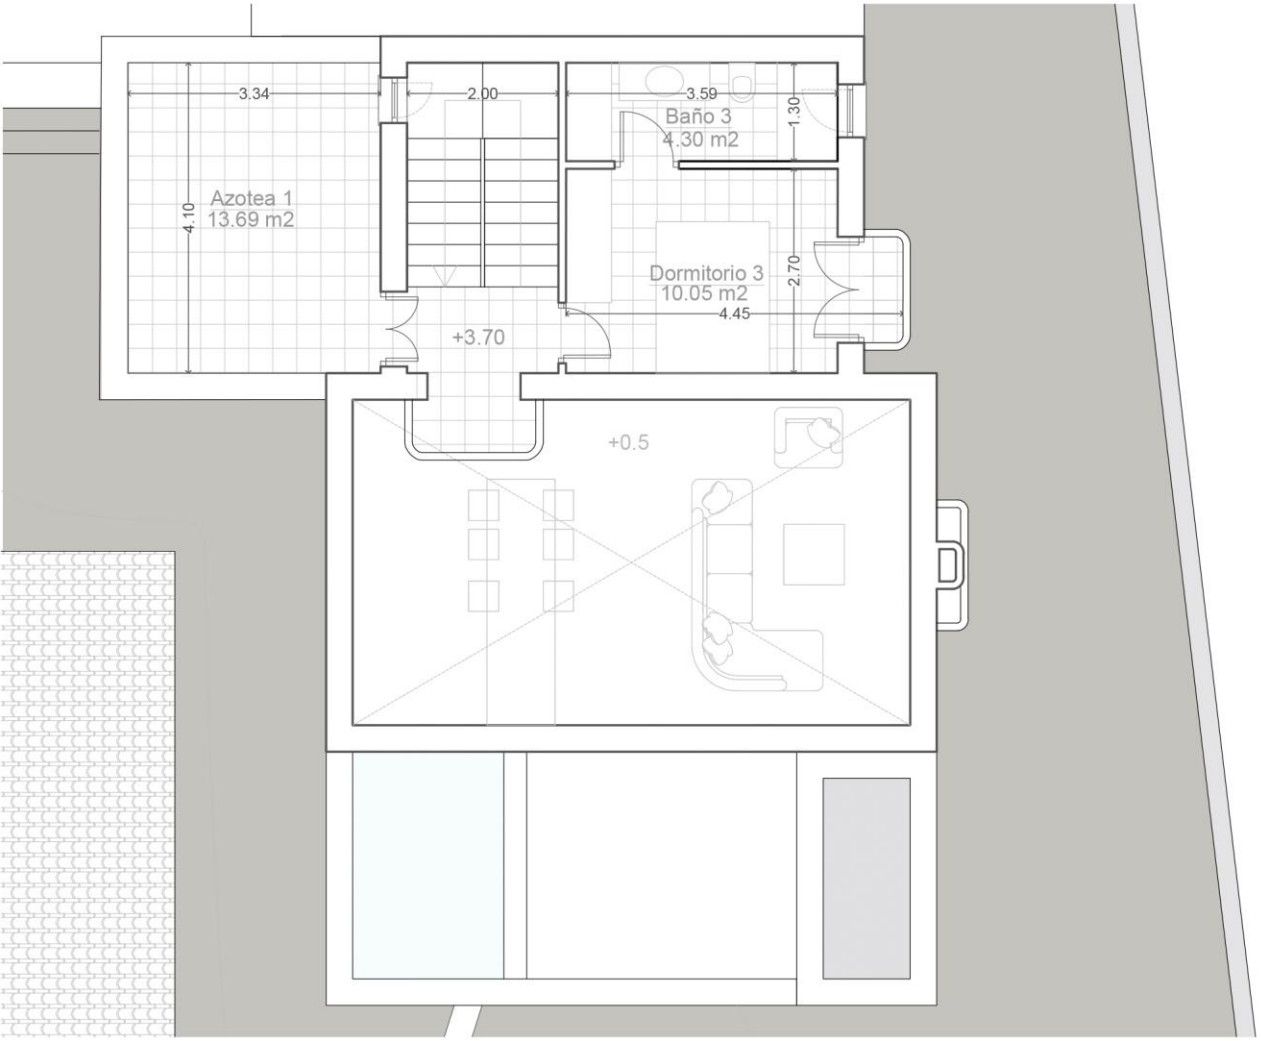 3.34
2.00
3.59
1.30
Baño 3
4.30 m2
Azotea 1
13.69 m2
4.10
Dormitorio 3
10.05 m2
2.70
4.45
+3.70
+0.5